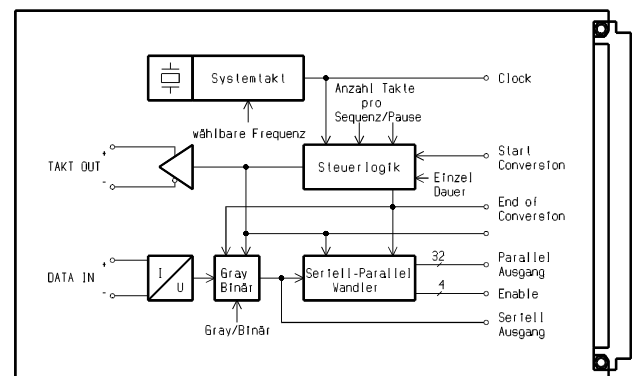 Systemtakt
Clock
Anzahl Takte
pro
Sequenz/Pause
wählbare Frequenz
+
TAKT OUT
-
Steuerlogik
Start
Conversion
Einzel
Dauer
End of
Conversion
+
DATA IN
-
I
U
Gray
Binär
Seriell-Parallel
Wandler
32
Parallel
Ausgang
4
Enable
Gray/Binär
Seriell
Ausgang